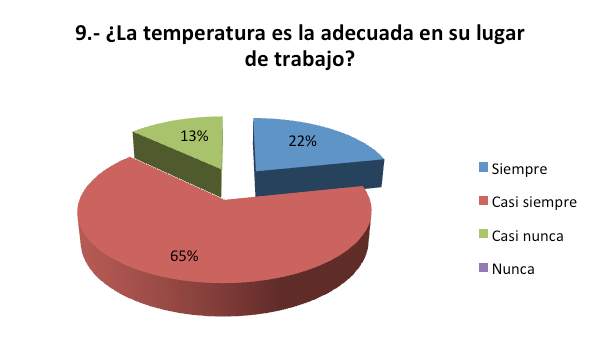 9.- ¿La temperatura es la adecuada en su lugar
de trabajo?
13%
22%
65%
Siempre
Casi siempre
Casi nunca
Nunca